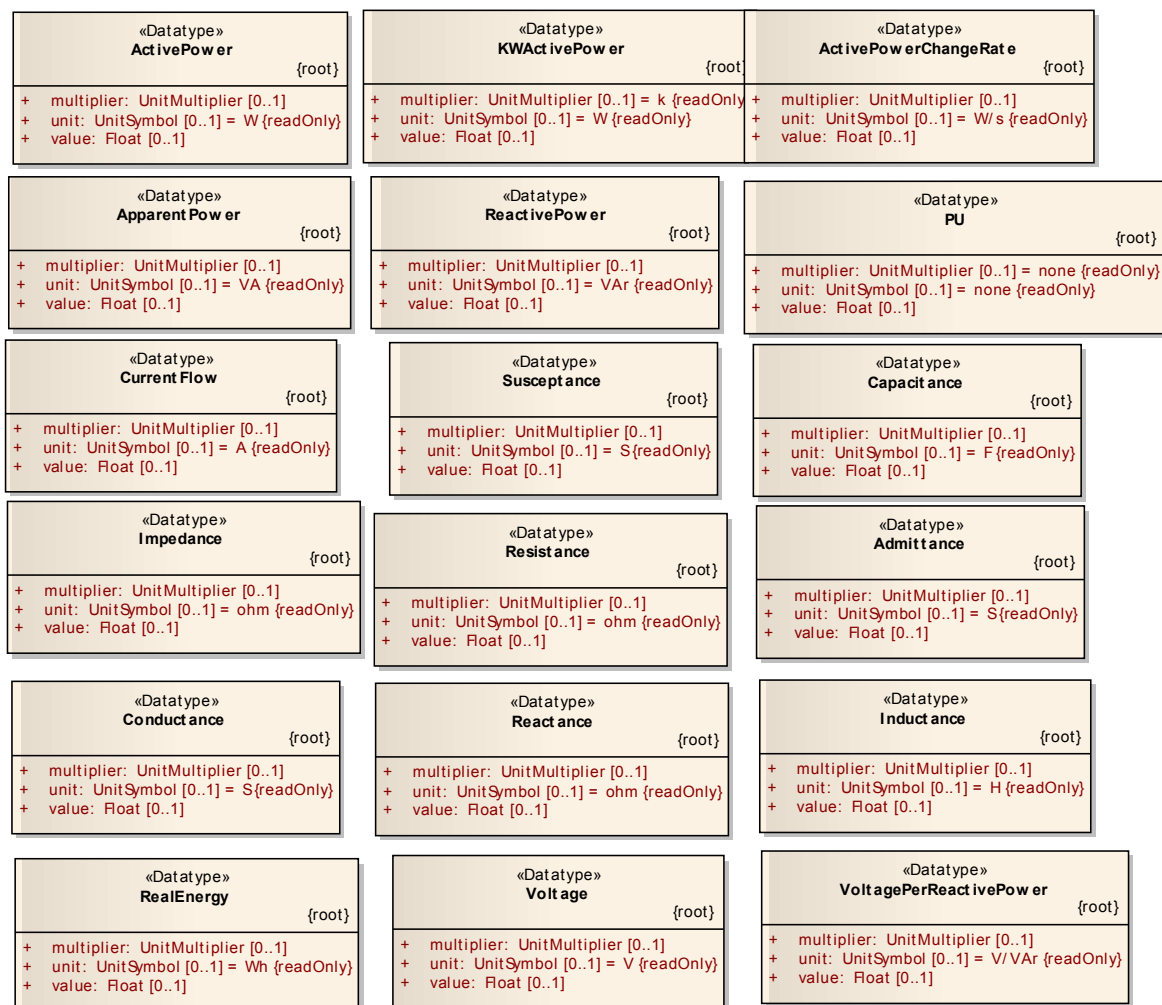 «Datatype»
ActivePower
{root}
+ multiplier: UnitMultiplier [0..1]
+ unit: UnitSymbol [0..1] = W {readOnly}
+ value: Float [0..1]
«Datatype»
KWActivePower
{root}
+ multiplier: UnitMultiplier [0..1] = k {readOnly
+ unit: UnitSymbol [0..1] = W {readOnly}
+ value: Float [0..1]
«Datatype»
ActivePowerChangeRate
{root}
+ multiplier: UnitMultiplier [0..1]
+ unit: UnitSymbol [0..1] = W/s {readOnly}
+ value: Float [0..1]
«Datatype»
ApparentPower
{root}
+ multiplier: UnitMultiplier [0..1]
+ unit: UnitSymbol [0..1] = VA {readOnly}
+ value: Float [0..1]
«Datatype»
ReactivePower
{root}
+ multiplier: UnitMultiplier [0..1]
+ unit: UnitSymbol [0..1] = VAr {readOnly}
+ value: Float [0..1]
«Datatype»
PU
{root}
+ multiplier: UnitMultiplier [0..1] = none {readOnly}
+ unit: UnitSymbol [0..1] = none {readOnly}
+ value: Float [0..1]
«Datatype»
CurrentFlow
{root}
+ multiplier: UnitMultiplier [0..1]
+ unit: UnitSymbol [0..1] = A {readOnly}
+ value: Float [0..1]
«Datatype»
Susceptance
{root}
+ multiplier: UnitMultiplier [0..1]
+ unit: UnitSymbol [0..1] = S {readOnly}
+ value: Float [0..1]
«Datatype»
Capacitance
{root}
+ multiplier: UnitMultiplier [0..1]
+ unit: UnitSymbol [0..1] = F {readOnly}
+ value: Float [0..1]
«Datatype»
Impedance
{root}
+ multiplier: UnitMultiplier [0..1]
+ unit: UnitSymbol [0..1] = ohm {readOnly}
+ value: Float [0..1]
«Datatype»
Resistance
{root}
+ multiplier: UnitMultiplier [0..1]
+ unit: UnitSymbol [0..1] = ohm {readOnly}
+ value: Float [0..1]
«Datatype»
Admittance
{root}
+ multiplier: UnitMultiplier [0..1]
+ unit: UnitSymbol [0..1] = S {readOnly}
+ value: Float [0..1]
«Datatype»
Conductance
{root}
+ multiplier: UnitMultiplier [0..1]
+ unit: UnitSymbol [0..1] = S {readOnly}
+ value: Float [0..1]
«Datatype»
Reactance
{root}
+ multiplier: UnitMultiplier [0..1]
+ unit: UnitSymbol [0..1] = ohm {readOnly}
+ value: Float [0..1]
«Datatype»
Inductance
{root}
+ multiplier: UnitMultiplier [0..1]
+ unit: UnitSymbol [0..1] = H {readOnly}
+ value: Float [0..1]
«Datatype»
RealEnergy
{root}
+ multiplier: UnitMultiplier [0..1]
+ unit: UnitSymbol [0..1] = Wh {readOnly}
+ value: Float [0..1]
«Datatype»
Voltage
{root}
+ multiplier: UnitMultiplier [0..1]
+ unit: UnitSymbol [0..1] = V {readOnly}
+ value: Float [0..1]
«Datatype»
VoltagePerReactivePower
{root}
+ multiplier: UnitMultiplier [0..1]
+ unit: UnitSymbol [0..1] = V/VAr {readOnly}
+ value: Float [0..1]